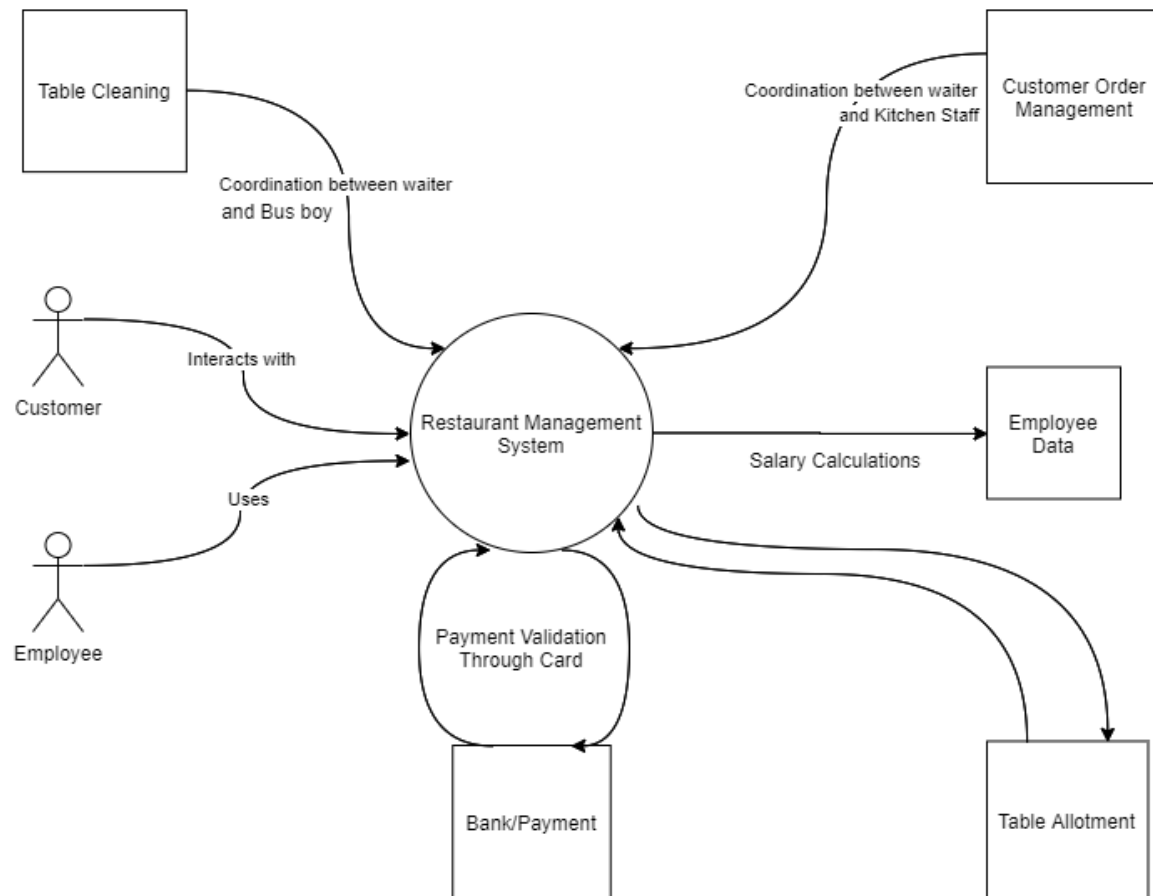 Table Cleaning
Customer Order
Management
Coordination between waiter
and Kitchen Staff
Coordination between waiter
and Bus boy
Interacts with
Customer
Restaurant Management
System
Employee
Data
Salary Calculations
Uses
Employee
Payment Validation
Through Card
Bank/Payment
Table Allotment